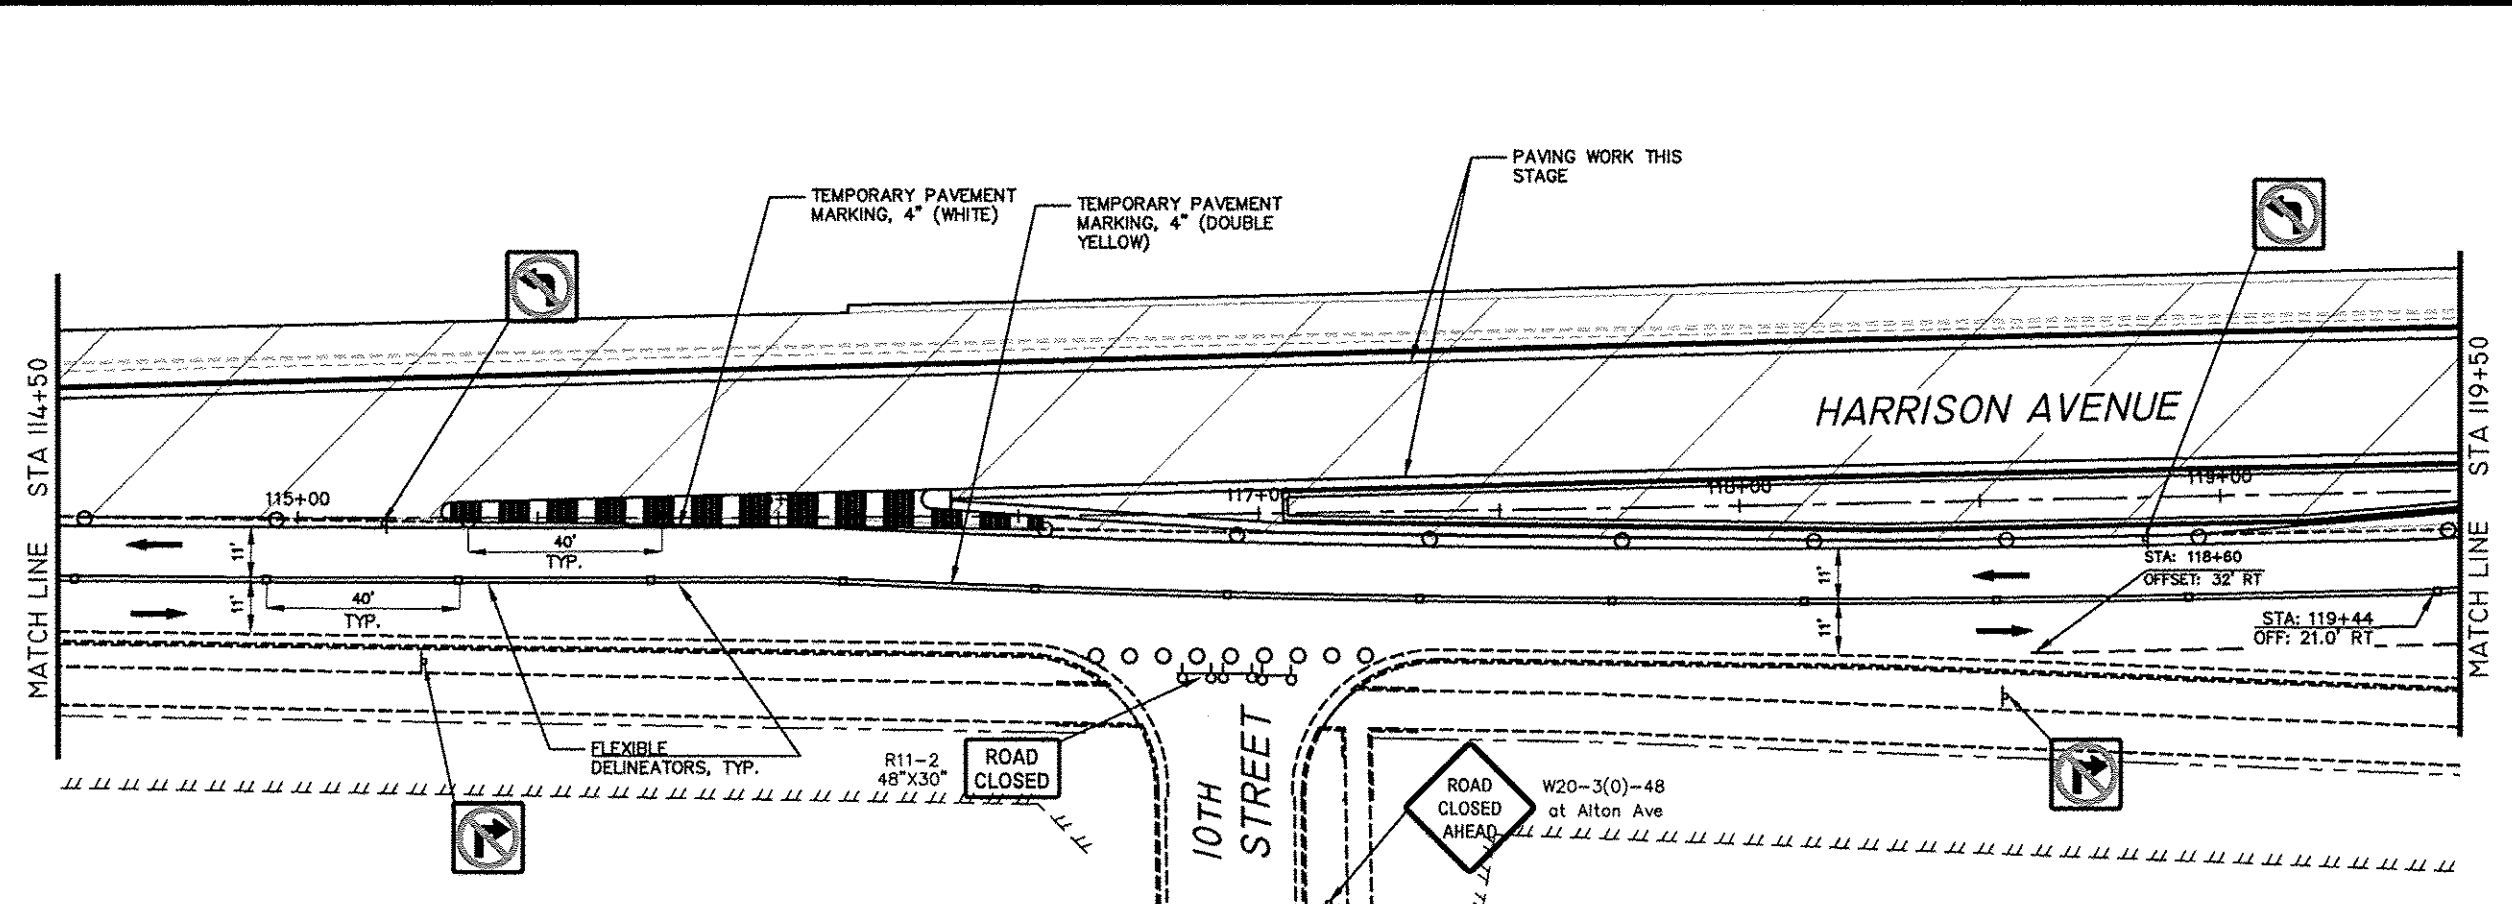 PAVING WORK THIS
STAGE
TEMPORARY PAVEMENT
MARKING, 4" (WHITE)
TEMPORARY PAVEMENT
MARKING, 4" (DOUBLE
YELLOW)
MATCH LINE STA 114+50
HARRISON AVENUE
MATCH LINE STA 119+50
115+00
117+0
118+00
119+00
11'
11'
40'
TYP.
40'
TYP.
11'
11'
STA: 118+60
OFFSET: 32' RT
STA: 119+44
OFF: 21.0' RT
FLEXIBLE
DELINEATORS, TYP.
R11-2
48"X30"
ROAD
CLOSED
10TH
STREET
ROAD
CLOSED
AHEAD
W20-3(0)-48
at Alton Ave